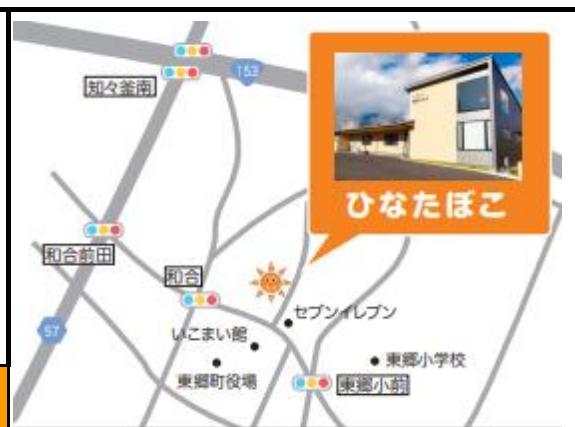 153
知々釜南
ひなたぼこ
和合前田
和合
セブンイレブン
57
いこまい館
東郷小学校
東郷町役場
東郷小前